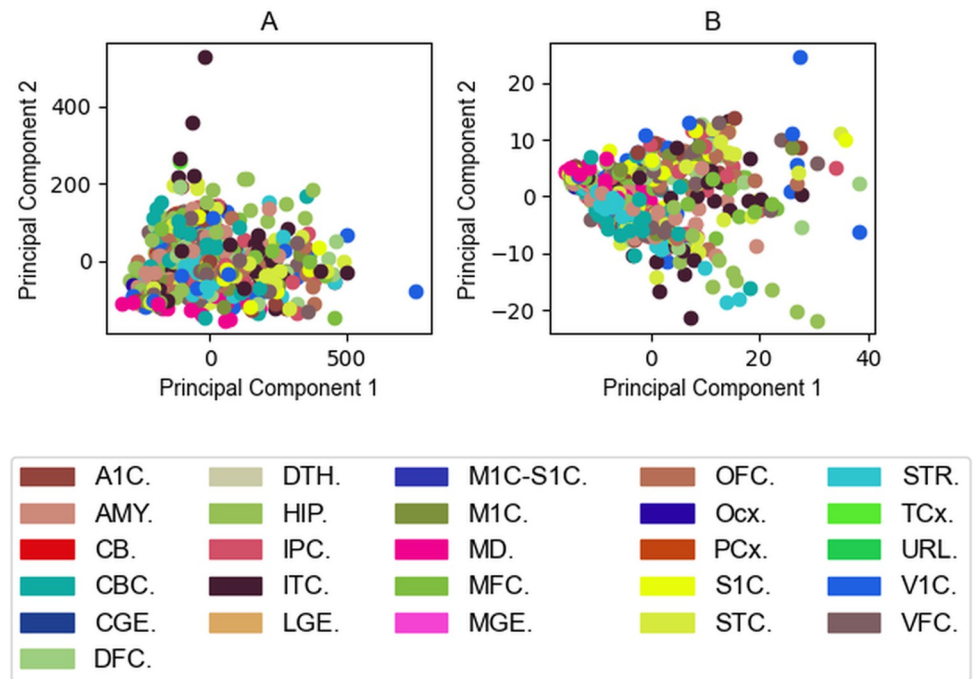 A
B
Principal Component 2
400
200
0
0
500
Principal Component 1
Principal Component 2
20
10
0
−10
−20
0
20
40
Principal Component 1
A1C.
AMY.
CB.
CBC.
CGE.
DFC.
DTH.
HIP.
IPC.
ITC.
LGE.
M1C-S1C.
M1C.
MD.
MFC.
MGE.
OFC.
Ocx.
PCx.
S1C.
STC.
STR.
TCx.
URL.
V1C.
VFC.